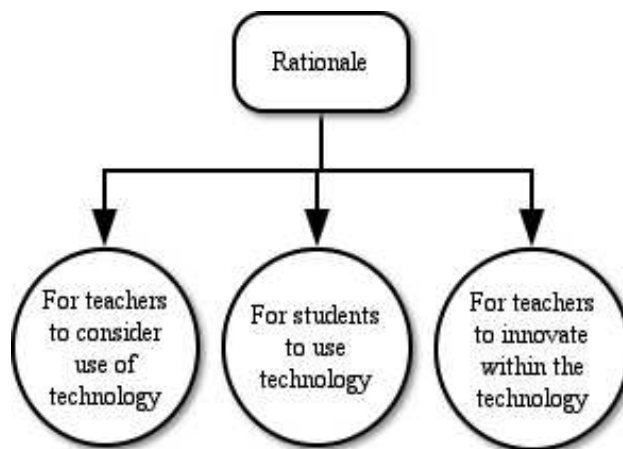 Rationale
For teachers
to consider
use of
technology
For students
to use
technology
For teachers
to innovate
within the
technology